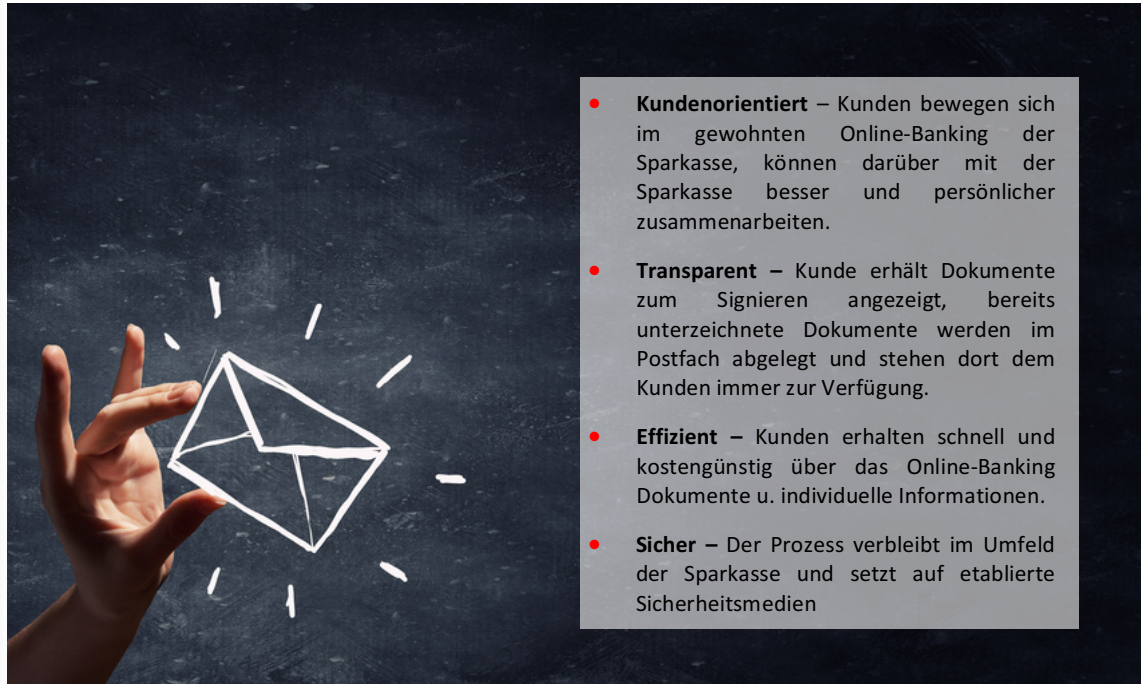 • Kundenorientiert – Kunden bewegen sich
im gewohnten Online-Banking der
Sparkasse, können darüber mit der
Sparkasse besser und persönlicher
zusammenarbeiten.
• Transparent – Kunde erhält Dokumente
zum Signieren angezeigt, bereits
unterzeichnete Dokumente werden im
Postfach abgelegt und stehen dort dem
Kunden immer zur Verfügung.
• Effizient – Kunden erhalten schnell und
kostengünstig über das Online-Banking
Dokumente u. individuelle Informationen.
• Sicher – Der Prozess verbleibt im Umfeld
der Sparkasse und setzt auf etablierte
Sicherheitsmedien